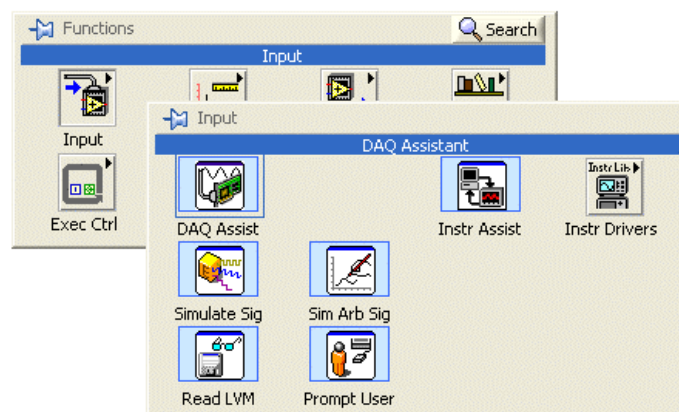 Functions
Search
Input
Input
Exec Ctrl
Input
DAQ Assistant
Instr Lib
DAQ Assist
Instr Assist
Instr Drivers
Simulate Sig
Sim Arb Sig
Read LVM
Prompt User